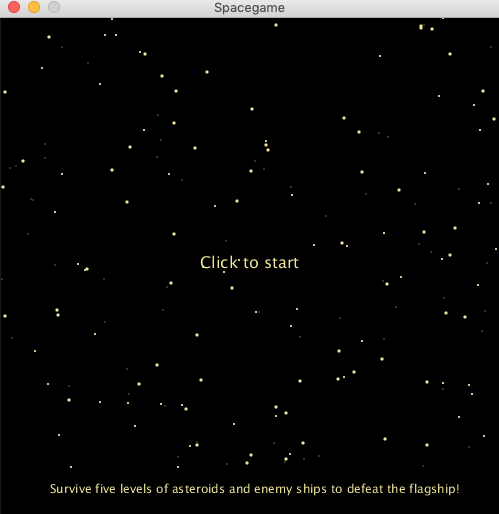 Spacegame
Click to start
Survive five levels of asteroids and enemy ships to defeat the flagship!